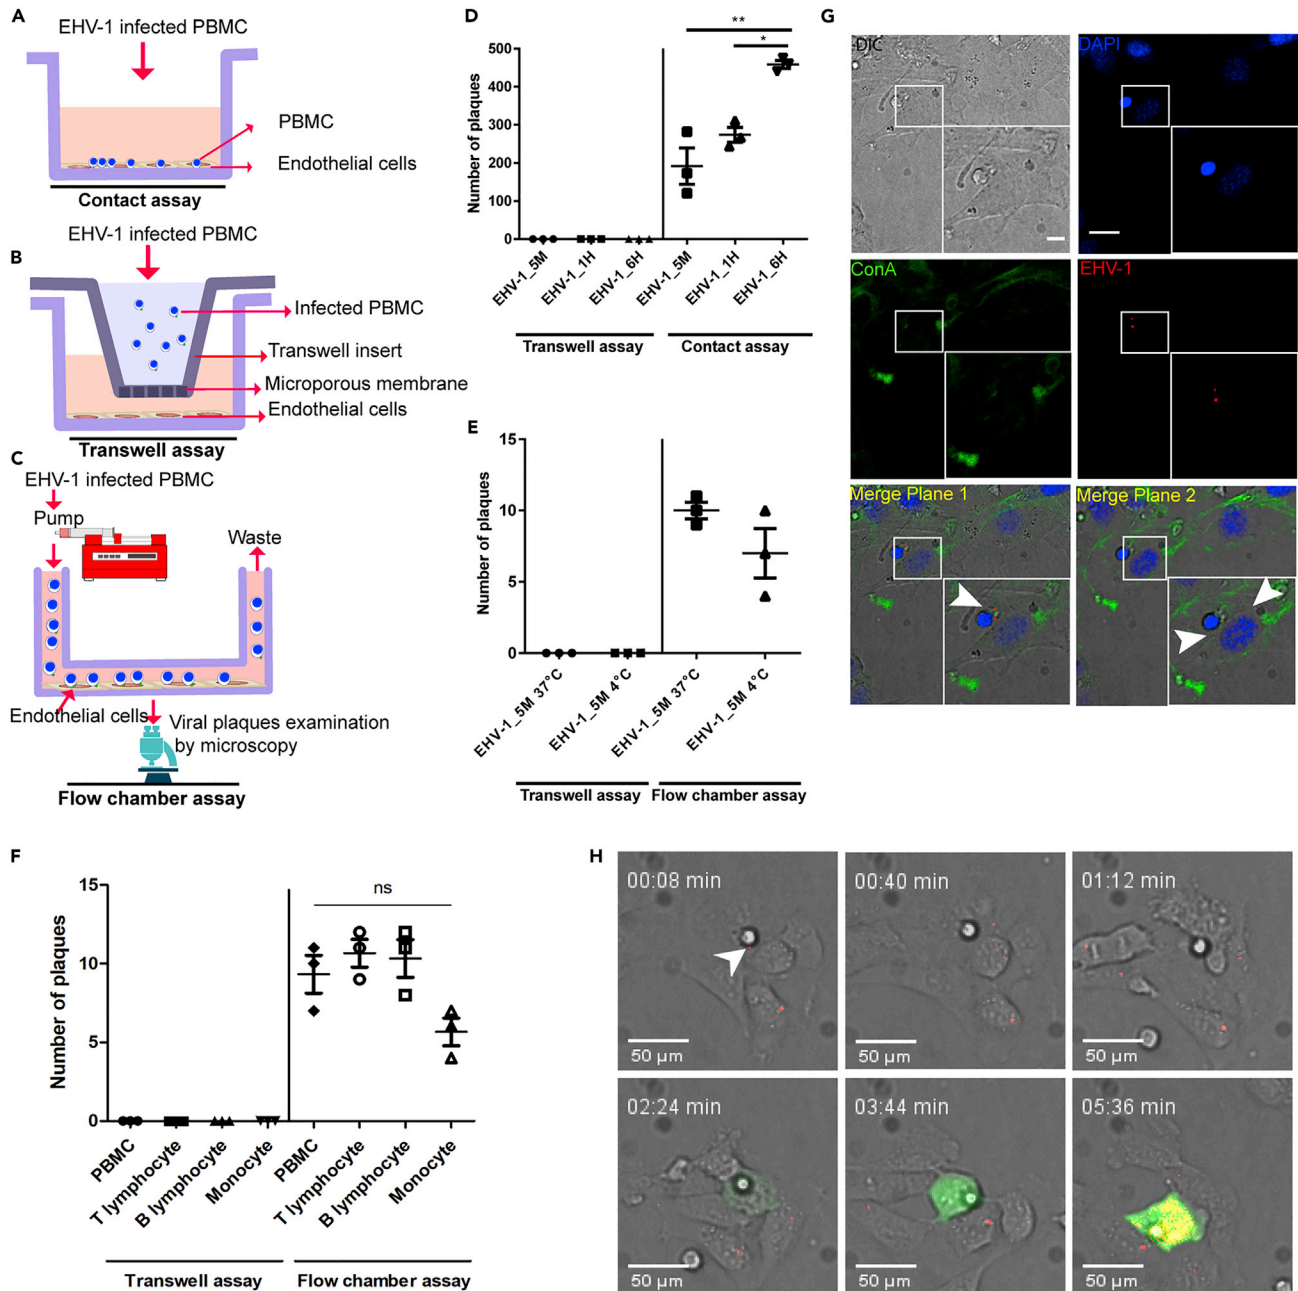 A
EHV-1 infected PBMC
PBMC
Endothelial cells
Contact assay
B
EHV-1 infected PBMC
Infected PBMC
Transwell insert
Microporous membrane
Endothelial cells
Transwell assay
C
EHV-1 infected PBMC
Pump
Waste
Endothelial cells
Viral plaques examination
by microscopy
Flow chamber assay
D
**
*
Number of plaques
500
400
300
200
100
0
EHV-1_5M
EHV-1_1H
EHV-1_6H
EHV-1_5M
EHV-1_1H
EHV-1_6H
Transwell assay
Contact assay
E
Number of plaques
15
10
5
0
EHV-1_5M 37°C
EHV-1_5M 4°C
EHV-1_5M 37°C
EHV-1_5M 4°C
Transwell assay
Flow chamber assay
F
ns
Number of plaques
15
10
5
0
PBMC
T lymphocyte
B lymphocyte
Monocyte
PBMC
T lymphocyte
B lymphocyte
Monocyte
Transwell assay
Flow chamber assay
G
DIC
DAPI
ConA
EHV-1
Merge Plane 1
Merge Plane 2
H
00:08 min
50 µm
00:40 min
50 µm
01:12 min
50 µm
02:24 min
50 µm
03:44 min
50 µm
05:36 min
50 µm